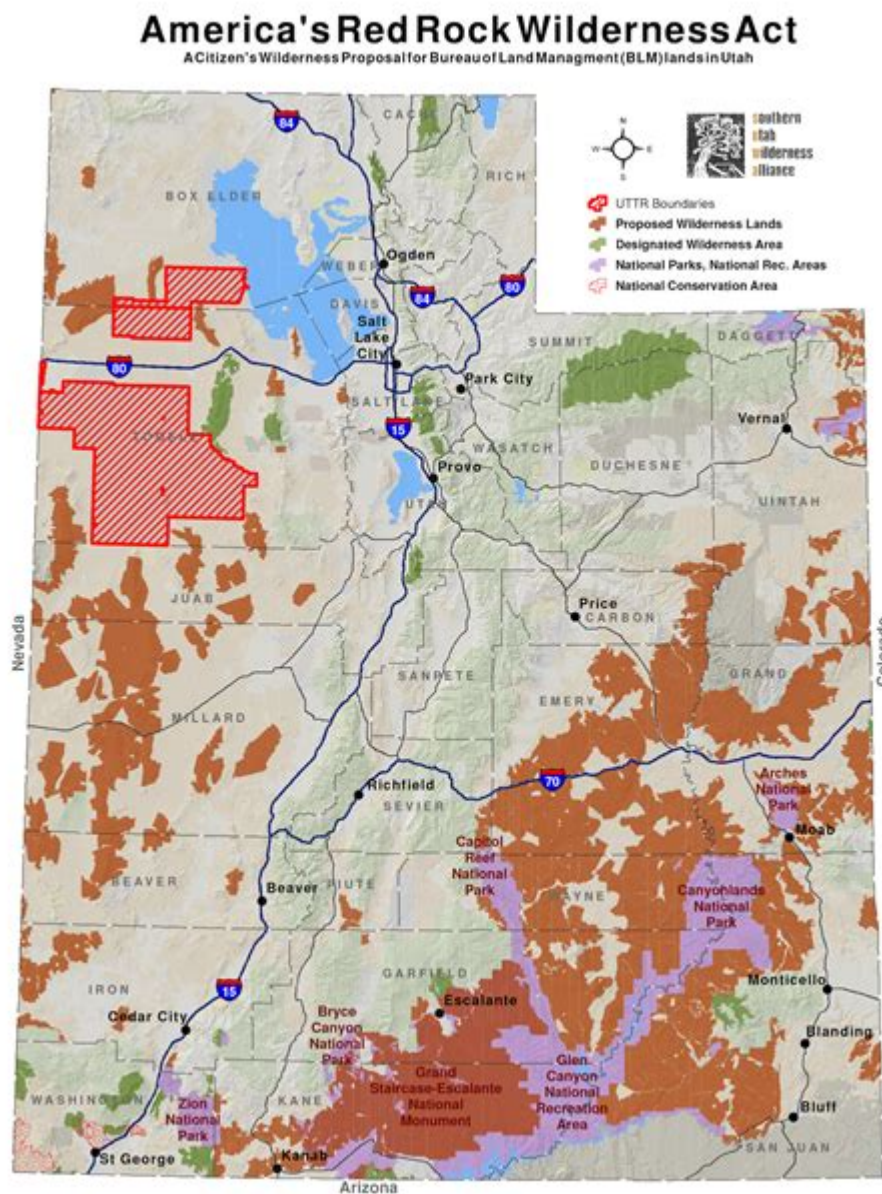 America's Red Rock Wilderness Act
A Citizen's Wilderness Proposal for Bureau of Land Managment (BLM) lands in Utah
N
W
E
S
southern
utah
wilderness
alliance
UTTR Boundaries
Proposed Wilderness Lands
Designated Wilderness Area
National Parks, National Rec. Areas
National Conservation Area
84
CACHE
RICH
BOX ELDER
Ogden
WEBER
84
80
DAVIS
Salt
Lake
City
SUMMIT
DAGGETT
80
Park City
SALT LAKE
15
Vernal
WASATCH
Provo
DUCHESNE
UINTAH
UTAH
JUAB
Price
CARBON
Nevada
Colorado
SANPETE
GRAND
EMERY
MILLARD
70
Richfield
SEVIER
Arches
National
Park
Moab
Capitol
Reef
National
Park
BEAVER
Beaver
PIUTE
WAYNE
Canyonlands
National
Park
GARFIELD
Monticello
IRON
15
Escalante
Cedar City
Bryce
Canyon
National
Park
Blanding
Grand
Staircase-Escalante
National
Monument
Glen
Canyon
National
Recreation
Area
WASHINGTON
Zion
National
Park
KANE
Bluff
SAN JUAN
St George
Kanab
Arizona